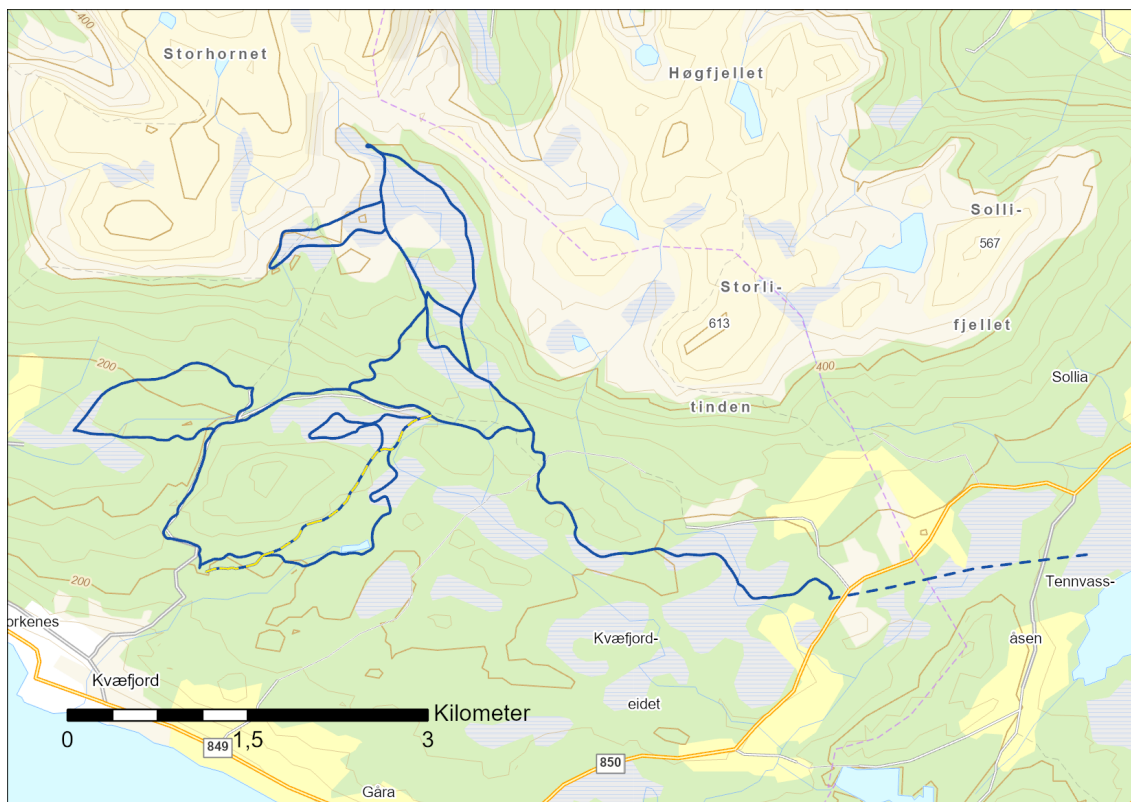 400
Storhornet
Høgfjellet
Solli-
567
Storli-
613
fjellet
400
200
Sollia
tinden
200
Tennvass-
orkenes
Kvæfjord-
åsen
Kvæfjord
eidet
Kilometer
0
1,5
3
849
850
Gåra